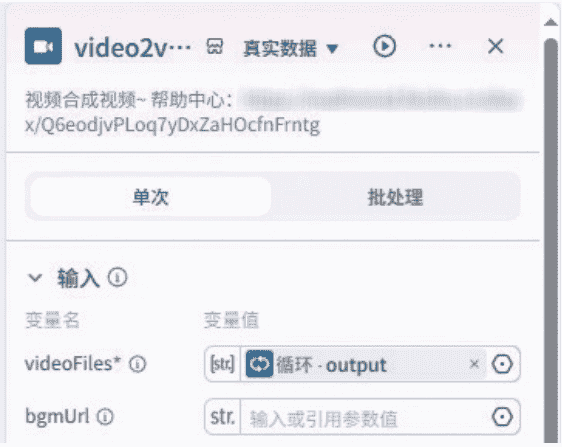 video2v··· 真实数据
视频合成视频~ 帮助中心：
x/Q6eodjvPLoq7yDxZaHOcfnFrntg
单次 批处理
输入
变量名 变量值
videoFiles* [str.] 循环 - output
bgmUrl str. 输入或引用参数值